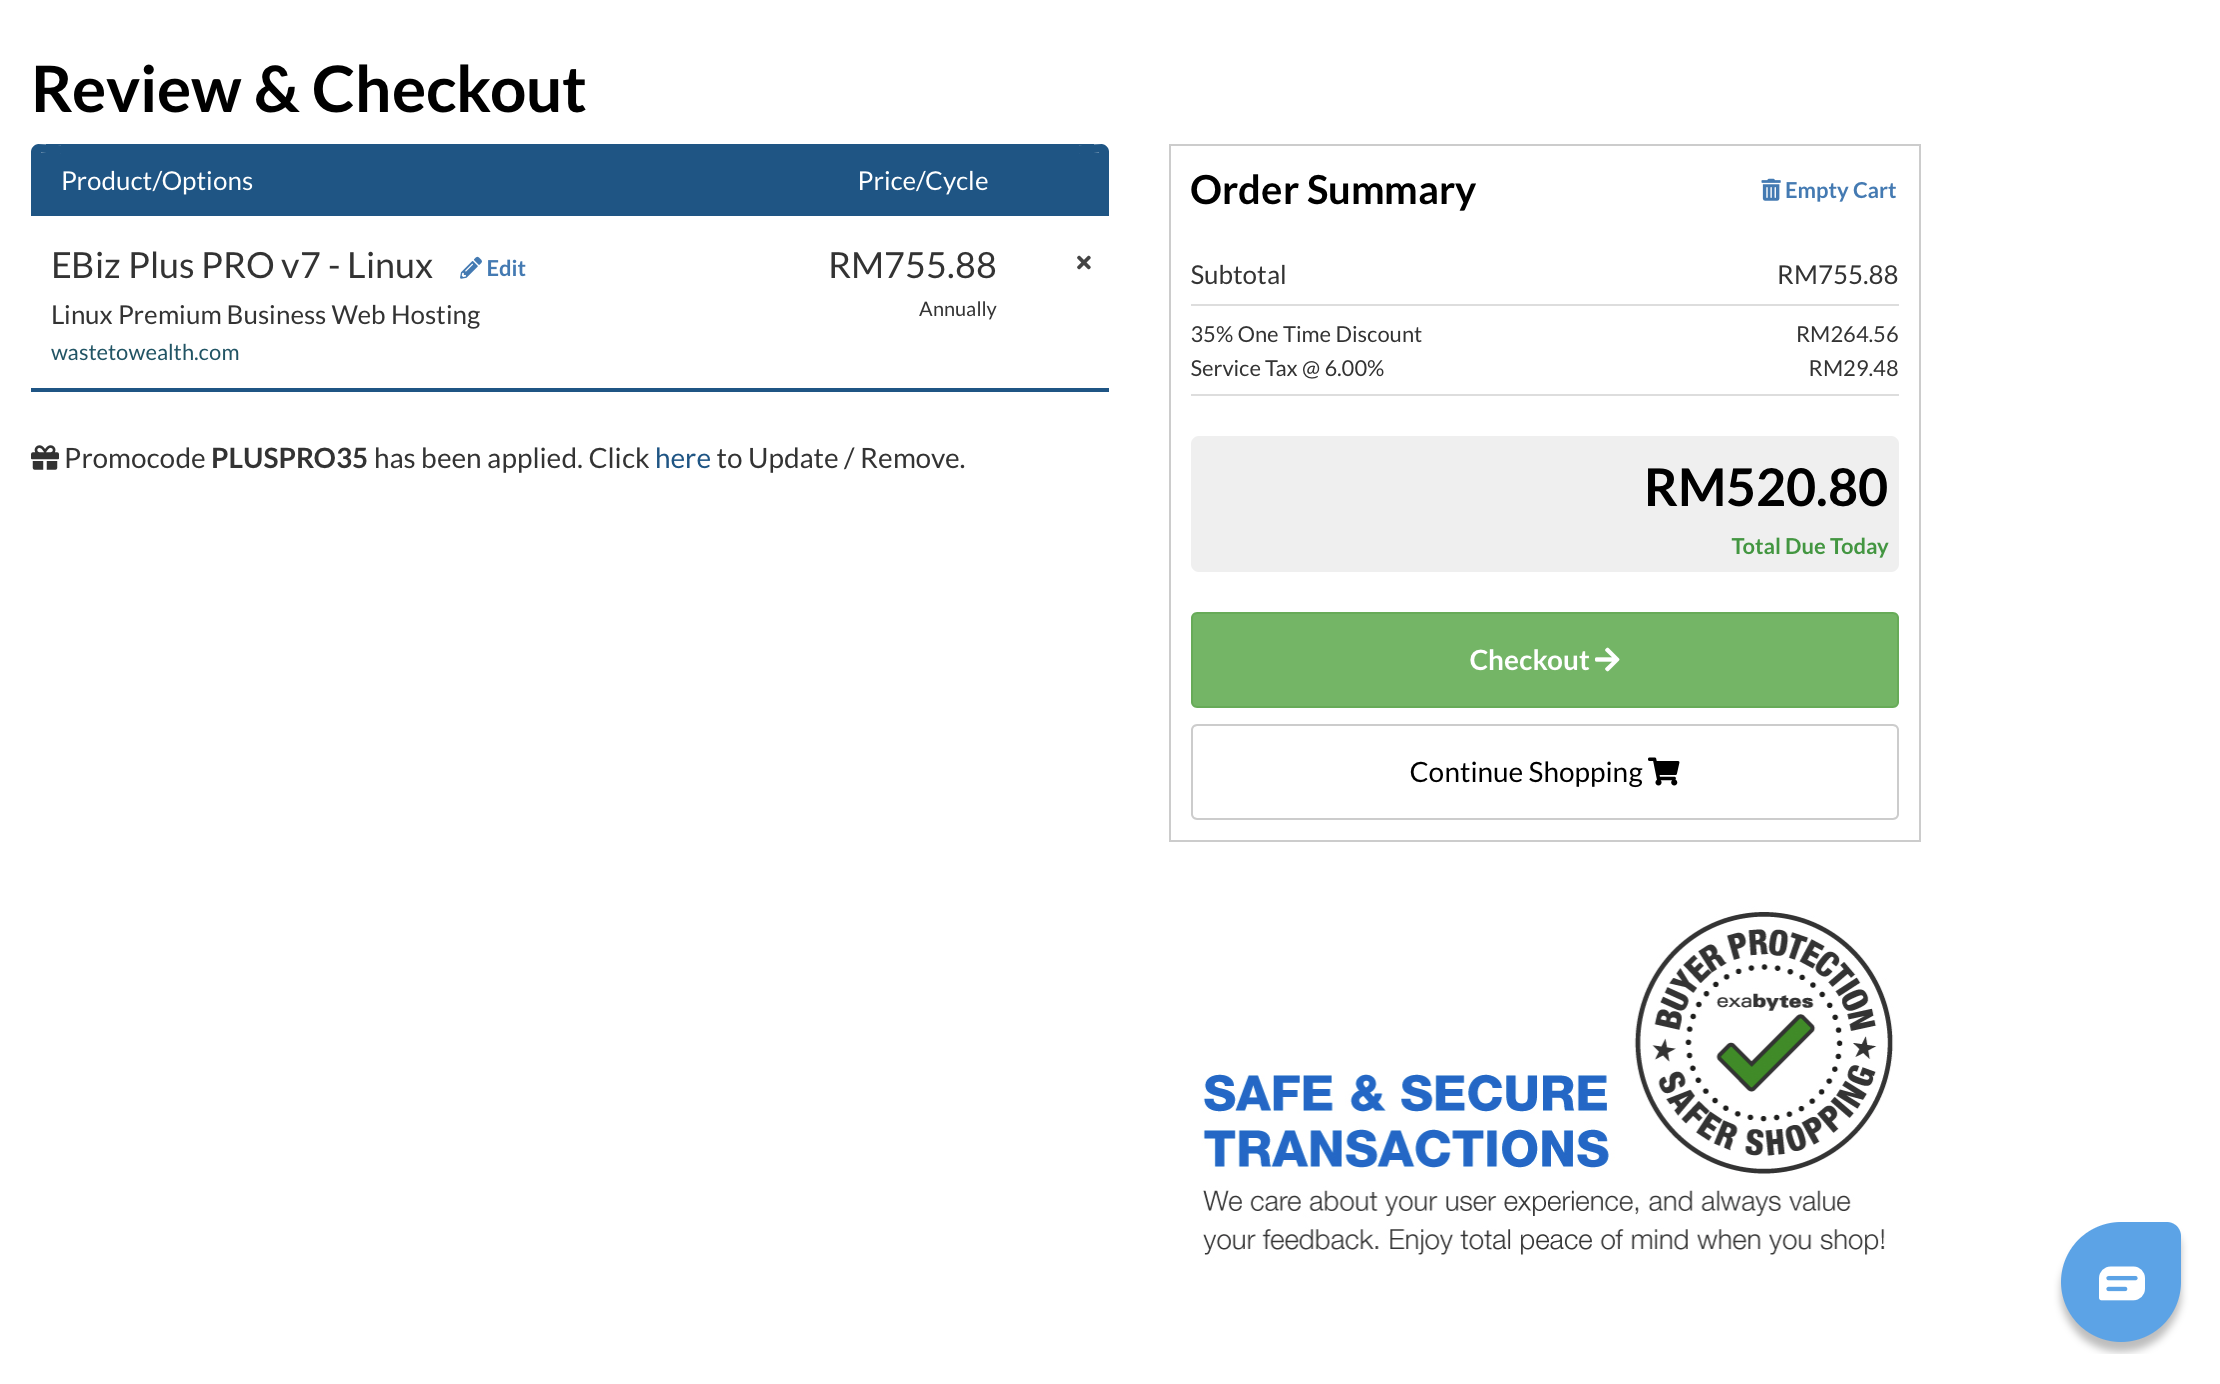 Review & Checkout
Product/Options Price/Cycle
EBiz Plus PRO v7 - Linux Edit RM755.88
Linux Premium Business Web Hosting Annually
wastetowealth.com
Promocode PLUSPRO35 has been applied. Click here to Update / Remove.
Order Summary Empty Cart
Subtotal RM755.88
35% One Time Discount RM264.56
Service Tax @ 6.00% RM29.48
RM520.80
Total Due Today
Checkout
Continue Shopping
BUYER PROTECTION
exabytes
SAFER SHOPPING
SAFE & SECURE
TRANSACTIONS
We care about your user experience, and always value
your feedback. Enjoy total peace of mind when you shop!